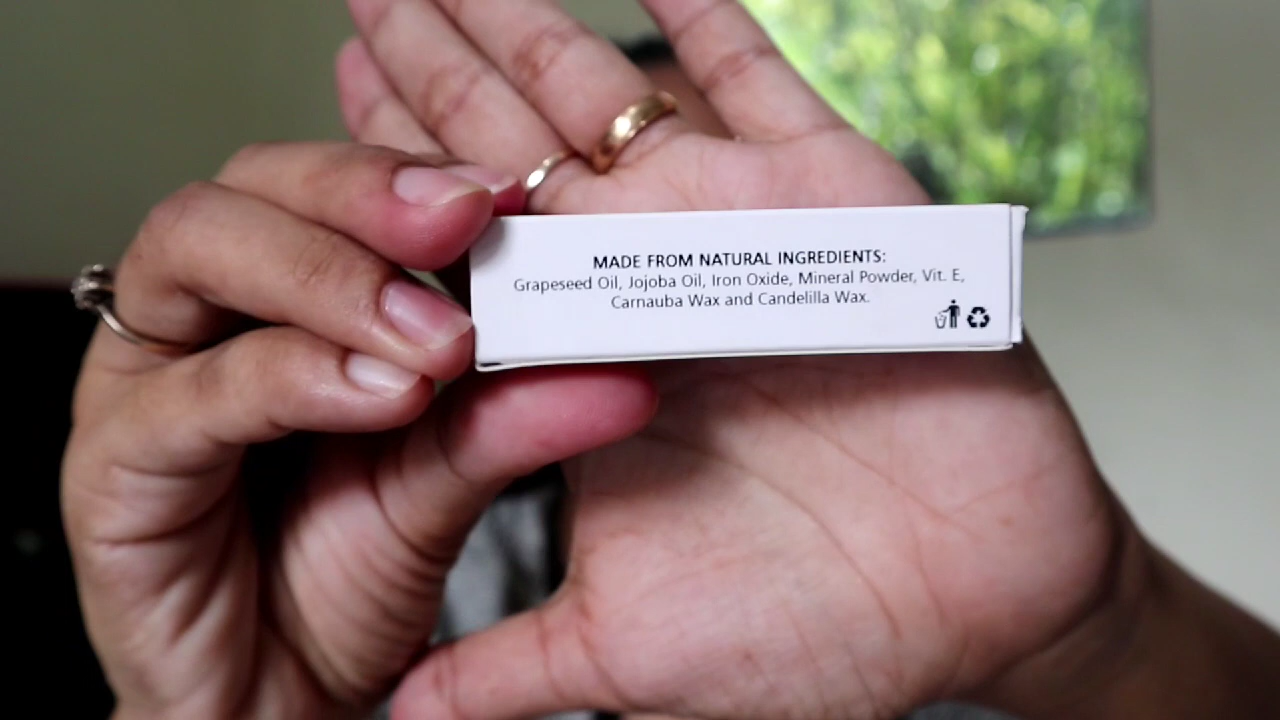 MADE FROM NATURAL INGREDIENTS:
Grapeseed Oil, Jojoba Oil, Iron Oxide, Mineral Powder, Vit. E,
Carnauba Wax and Candelilla Wax.